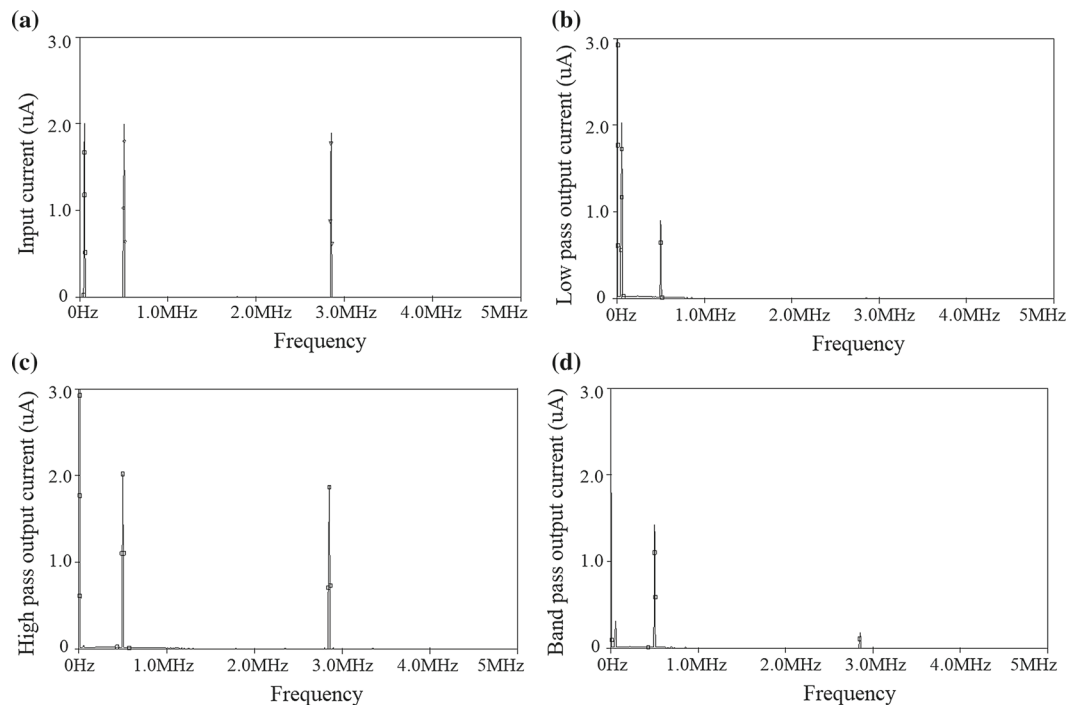 (a)
3.0
2.0
1.0
0
Input current (uA)
0Hz 1.0MHz 2.0MHz 3.0MHz 4.0MHz 5MHz
Frequency
(b)
3.0
2.0
1.0
0
Low pass output current (uA)
0Hz 1.0MHz 2.0MHz 3.0MHz 4.0MHz 5MHz
Frequency
(c)
3.0
2.0
1.0
0
High pass output current (uA)
0Hz 1.0MHz 2.0MHz 3.0MHz 4.0MHz 5MHz
Frequency
(d)
3.0
2.0
1.0
0
Band pass output current (uA)
0Hz 1.0MHz 2.0MHz 3.0MHz 4.0MHz 5MHz
Frequency